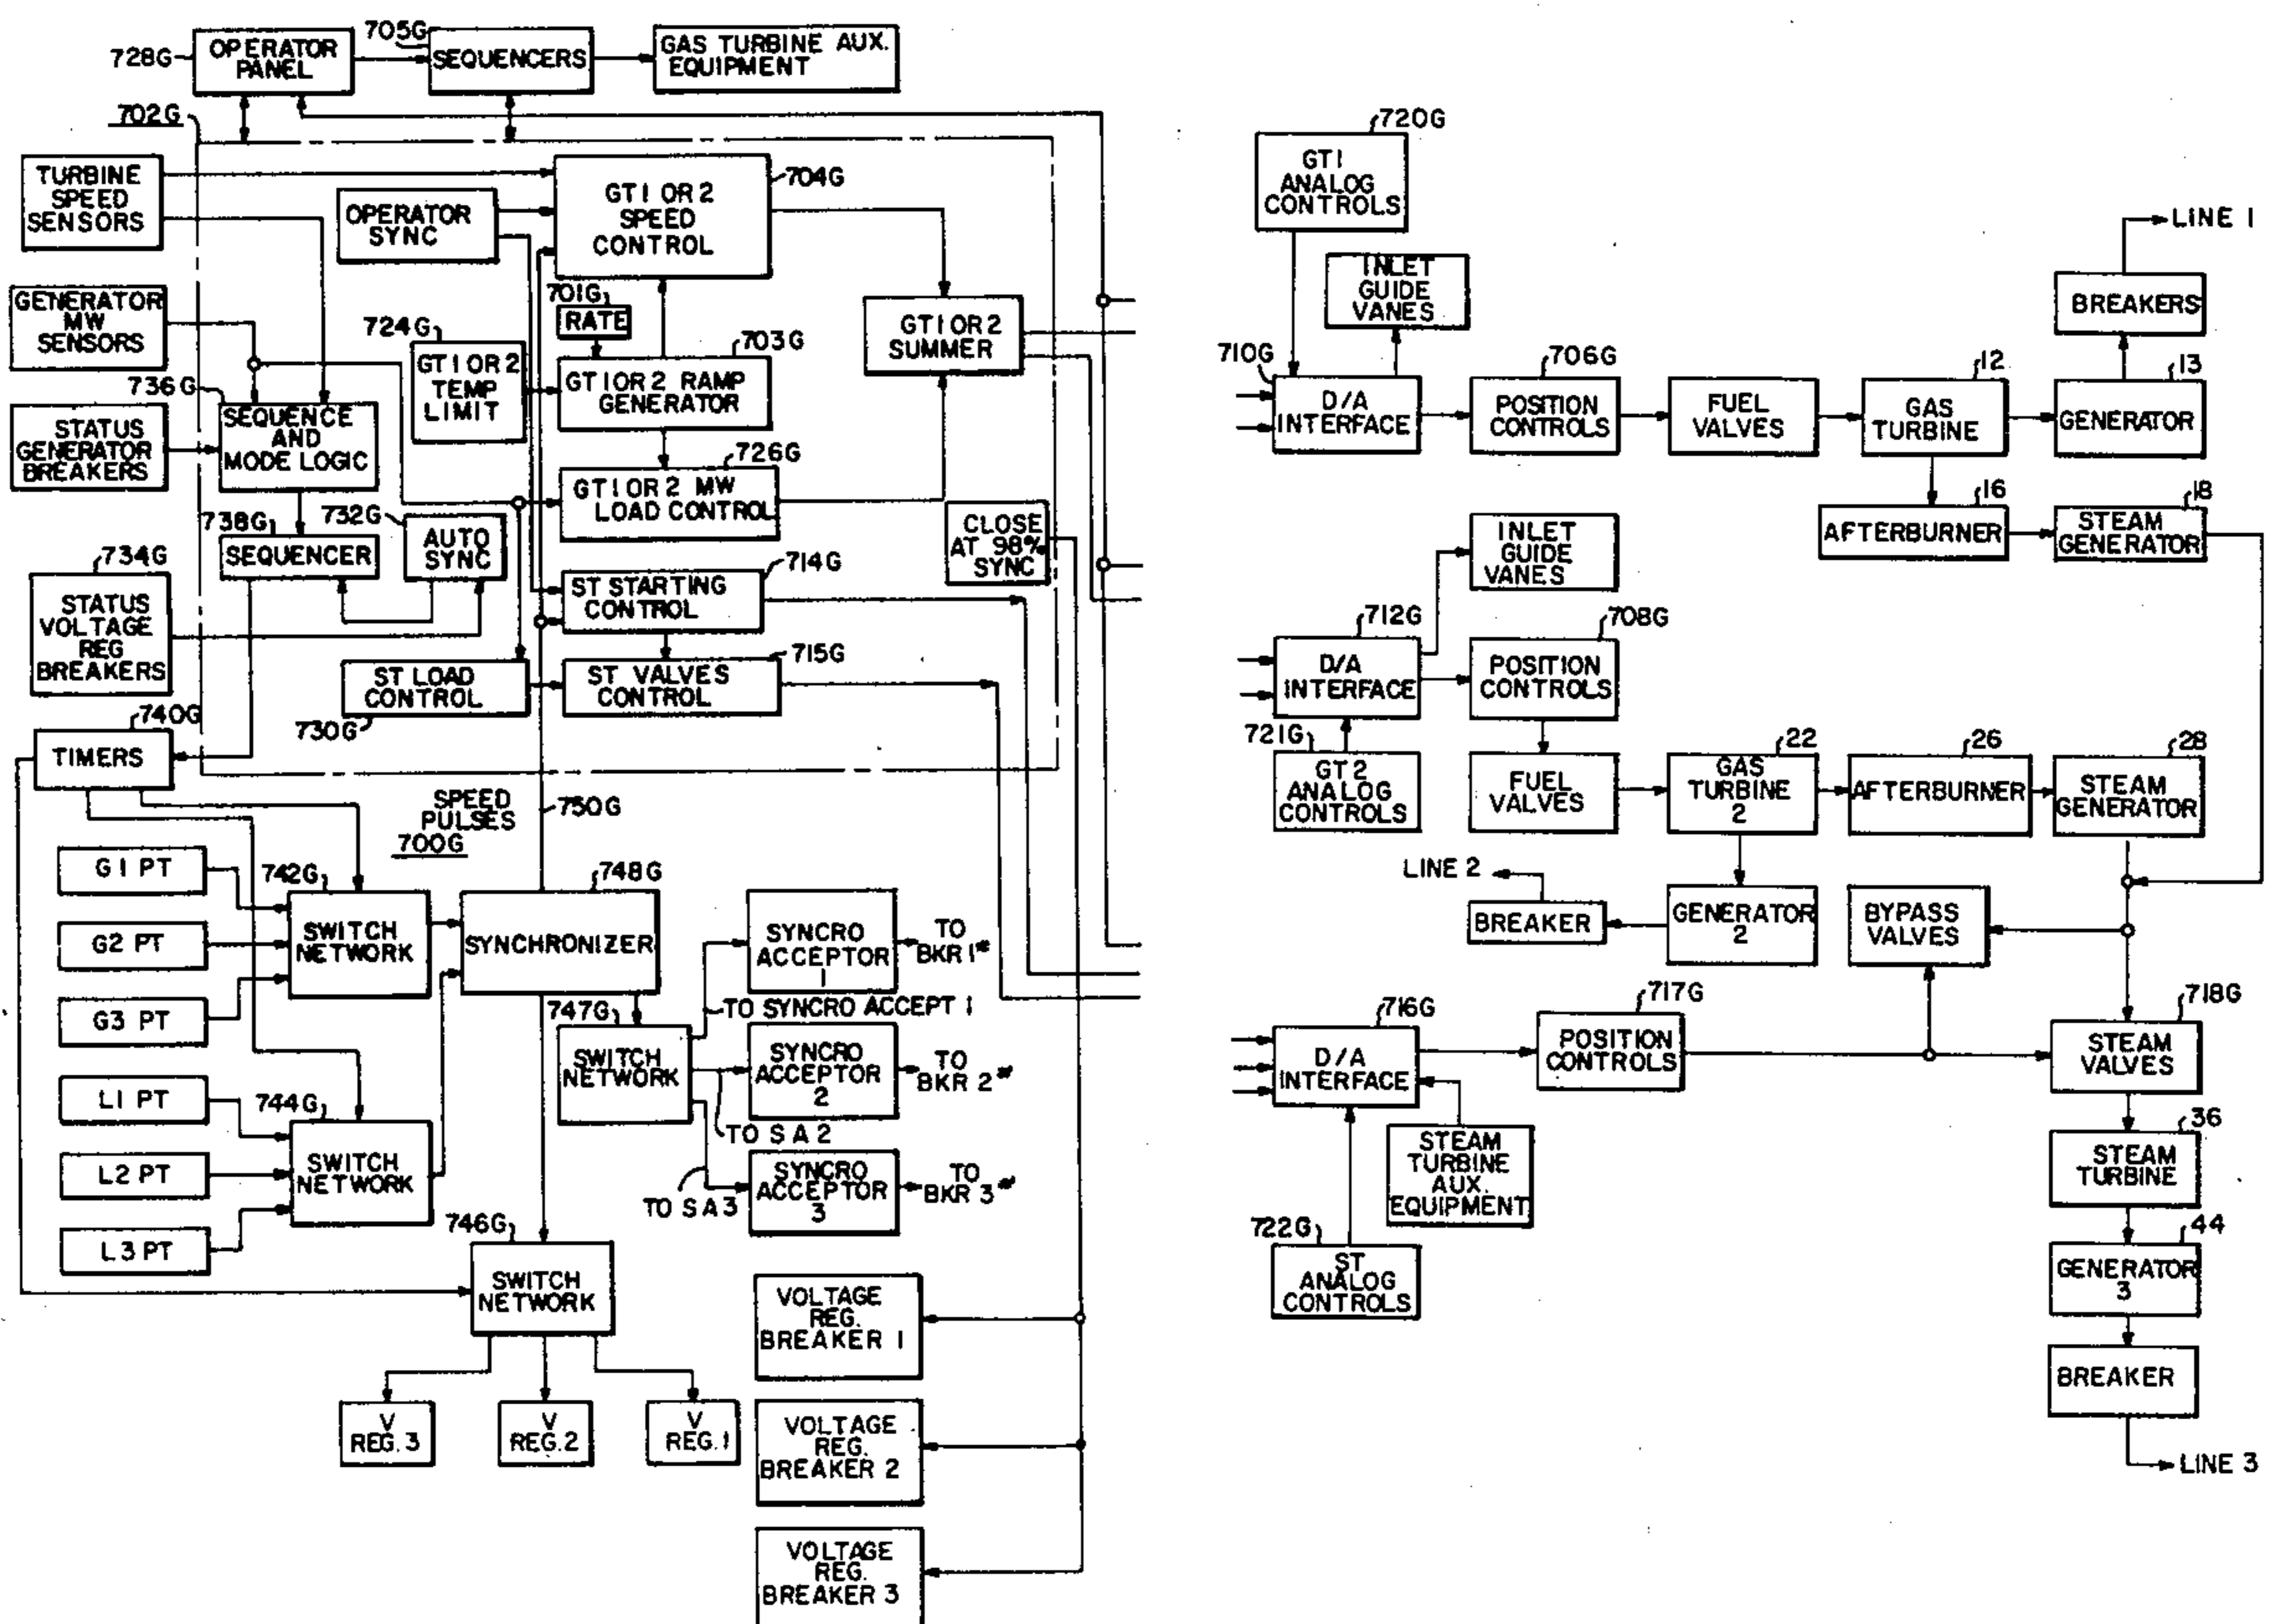 728G
OPERATOR
PANEL
705G
SEQUENCERS
GAS TURBINE AUX.
EQUIPMENT
702G
TURBINE
SPEED
SENSORS
OPERATOR
SYNC
GT1 OR 2
SPEED
CONTROL
704G
GENERATOR
MW
SENSORS
701G
RATE
724G
GT1 OR 2
TEMP
LIMIT
703G
GT1 OR 2 RAMP
GENERATOR
GT1 OR 2
SUMMER
736G
STATUS
GENERATOR
BREAKERS
SEQUENCE
AND
MODE LOGIC
726G
GT1 OR 2 MW
LOAD CONTROL
738G
SEQUENCER
732G
AUTO
SYNC
CLOSE
AT 98%
SYNC
734G
STATUS
VOLTAGE
REG
BREAKERS
714G
ST STARTING
CONTROL
ST LOAD
CONTROL
730G
715G
ST VALVES
CONTROL
740G
TIMERS
SPEED
PULSES
700G
750G
G1 PT
G2 PT
G3 PT
742G
SWITCH
NETWORK
748G
SYNCHRONIZER
SYNCRO
ACCEPTOR
1
TO
BKR 1*
TO SYNCRO ACCEPT 1
747G
SWITCH
NETWORK
SYNCRO
ACCEPTOR
2
TO
BKR 2*
TO SA2
L1 PT
L2 PT
L3 PT
744G
SWITCH
NETWORK
TO SA3
SYNCRO
ACCEPTOR
3
TO
BKR 3*
746G
SWITCH
NETWORK
V
REG. 3
V
REG. 2
V
REG. 1
VOLTAGE
REG.
BREAKER 1
VOLTAGE
REG.
BREAKER 2
VOLTAGE
REG.
BREAKER 3
720G
GT1
ANALOG
CONTROLS
INLET
GUIDE
VANES
710G
D/A
INTERFACE
706G
POSITION
CONTROLS
FUEL
VALVES
12
GAS
TURBINE
13
GENERATOR
BREAKERS
LINE 1
16
AFTERBURNER
18
STEAM
GENERATOR
INLET
GUIDE
VANES
712G
D/A
INTERFACE
708G
POSITION
CONTROLS
721G
GT2
ANALOG
CONTROLS
FUEL
VALVES
22
GAS
TURBINE
2
26
AFTERBURNER
28
STEAM
GENERATOR
LINE 2
BREAKER
GENERATOR
2
BYPASS
VALVES
716G
D/A
INTERFACE
717G
POSITION
CONTROLS
718G
STEAM
VALVES
STEAM
TURBINE
AUX.
EQUIPMENT
722G
ST
ANALOG
CONTROLS
36
STEAM
TURBINE
44
GENERATOR
3
BREAKER
LINE 3